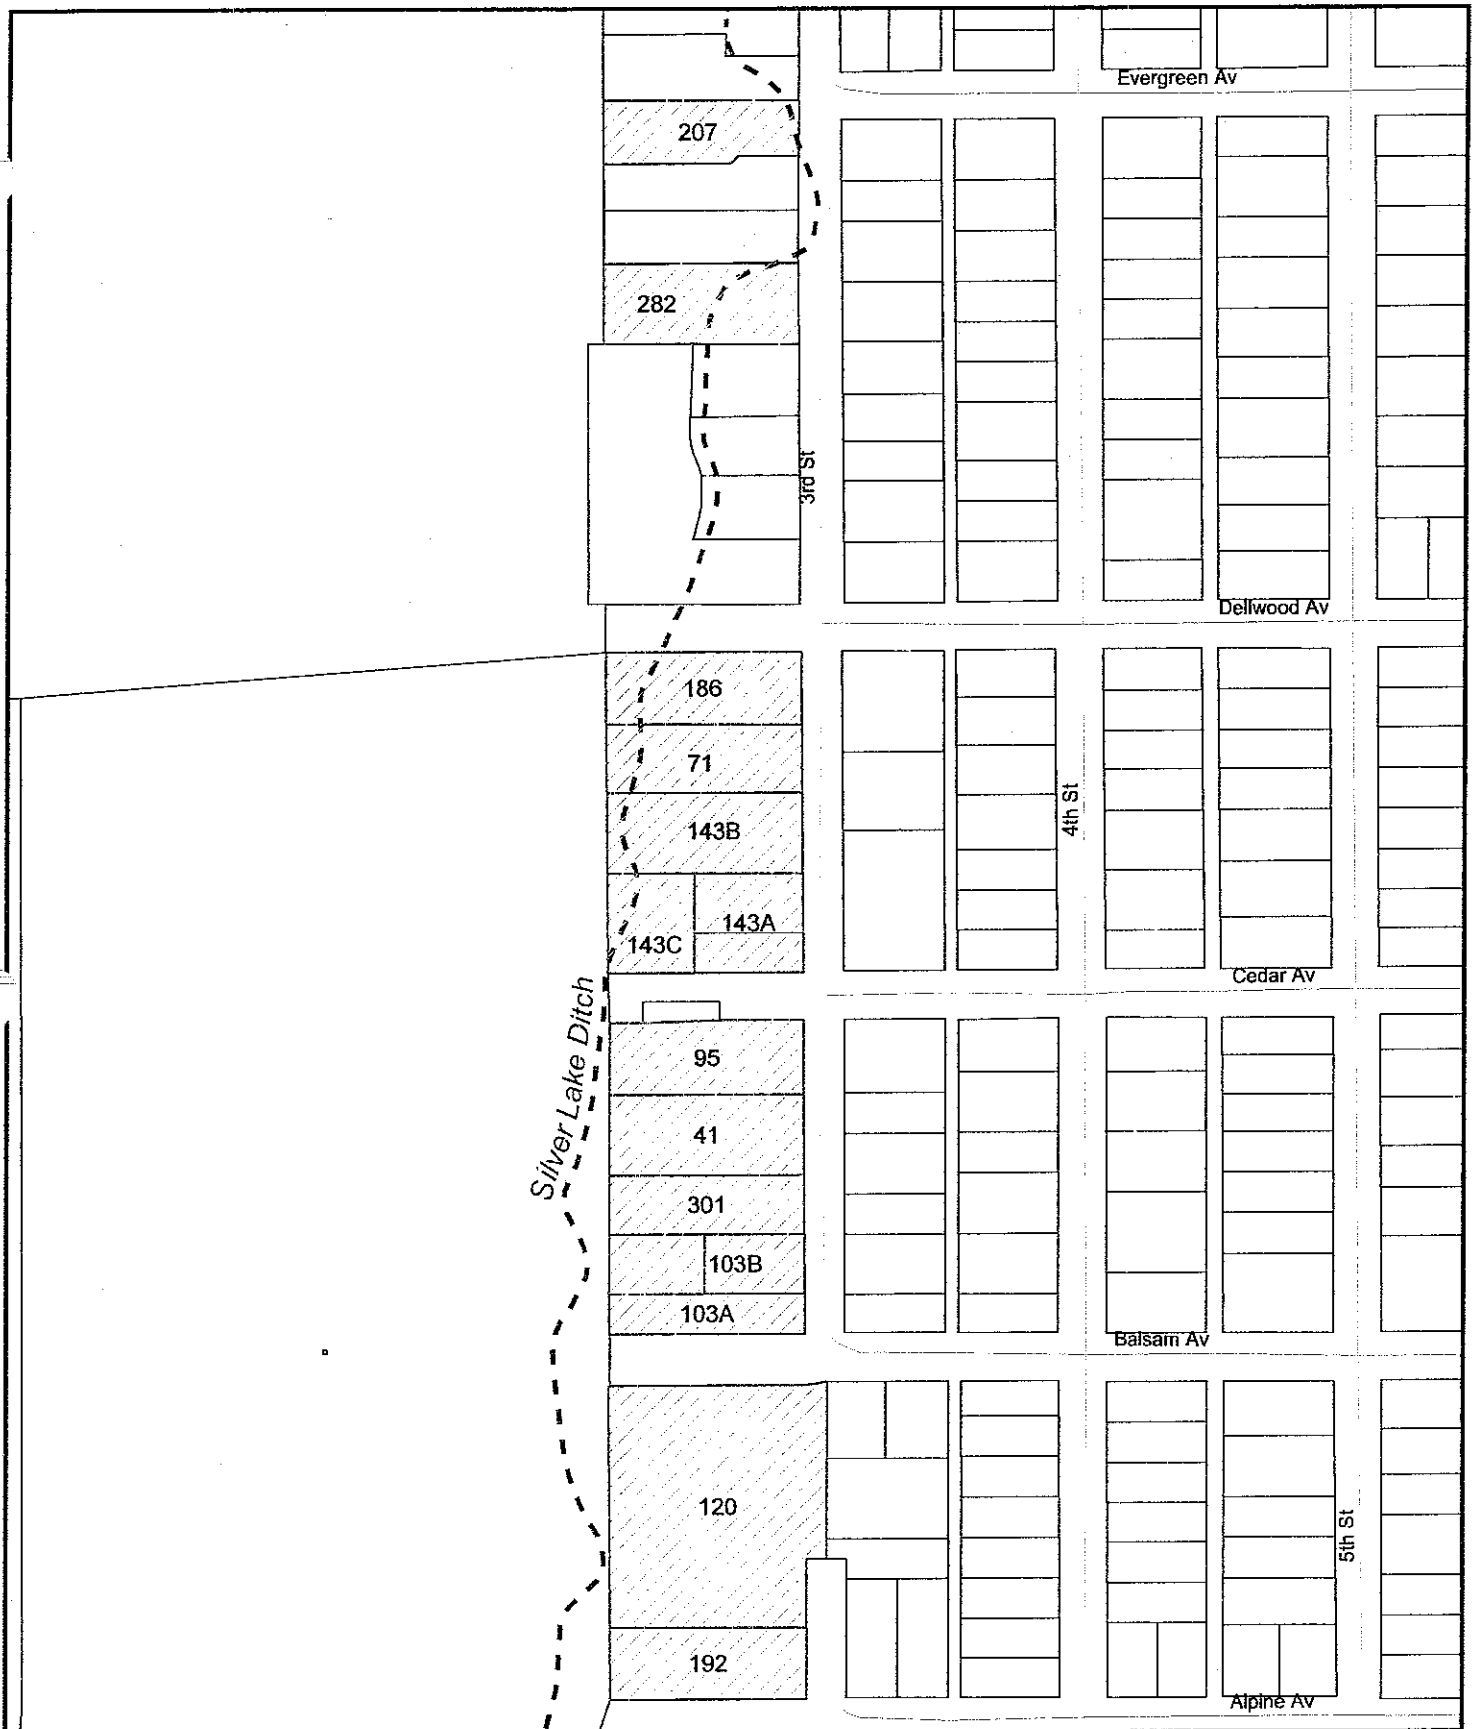 Evergreen Av
207
282
3rd St
Dellwood Av
186
71
143B
4th St
143A
143C
Cedar Av
Silver Lake Ditch
95
41
301
103B
103A
Balsam Av
120
5th St
192
Alpine Av